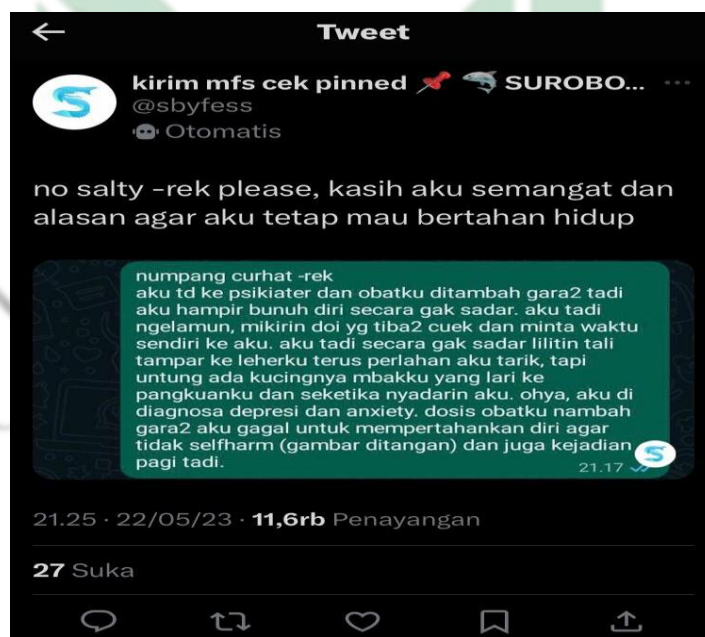 Tweet
kirim mfs cek pinned 📌 🦈 SUROBO... ...
@sbyfess
Otomatis
no salty -rek please, kasih aku semangat dan
alasan agar aku tetap mau bertahan hidup
numpang curhat -rek
aku td ke psikiater dan obatku ditambah gara2 tadi
aku hampir bunuh diri secara gak sadar. aku tadi
ngelamun, mikirin doi yg tiba2 cuek dan minta waktu
sendiri ke aku. aku tadi secara gak sadar lilitin tali
tampar ke leherku terus perlahan aku tarik, tapi
untung ada kucingnya mbakku yang lari ke
pangkuanku dan seketika nyadarin aku. ohya, aku di
diagnosa depresi dan anxiety. dosis obatku nambah
gara2 aku gagal untuk mempertahankan diri agar
tidak selfharm (gambar ditangan) dan juga kejadian
pagi tadi.
21.17
21.25 · 22/05/23 · 11,6rb Penayangan
27 Suka